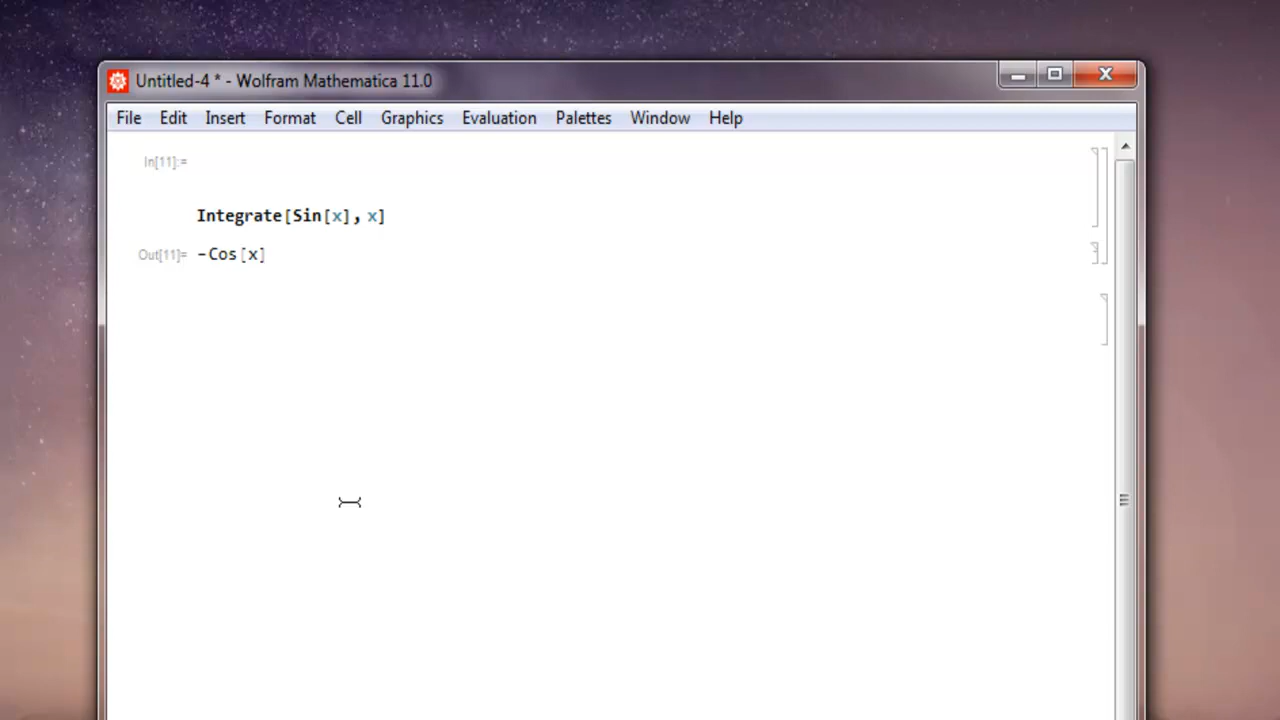 Untitled-4 * - Wolfram Mathematica 11.0
File Edit Insert Format Cell Graphics Evaluation Palettes Window Help
In[11]:=
Integrate[Sin[x], x]
Out[11]= -Cos[x]